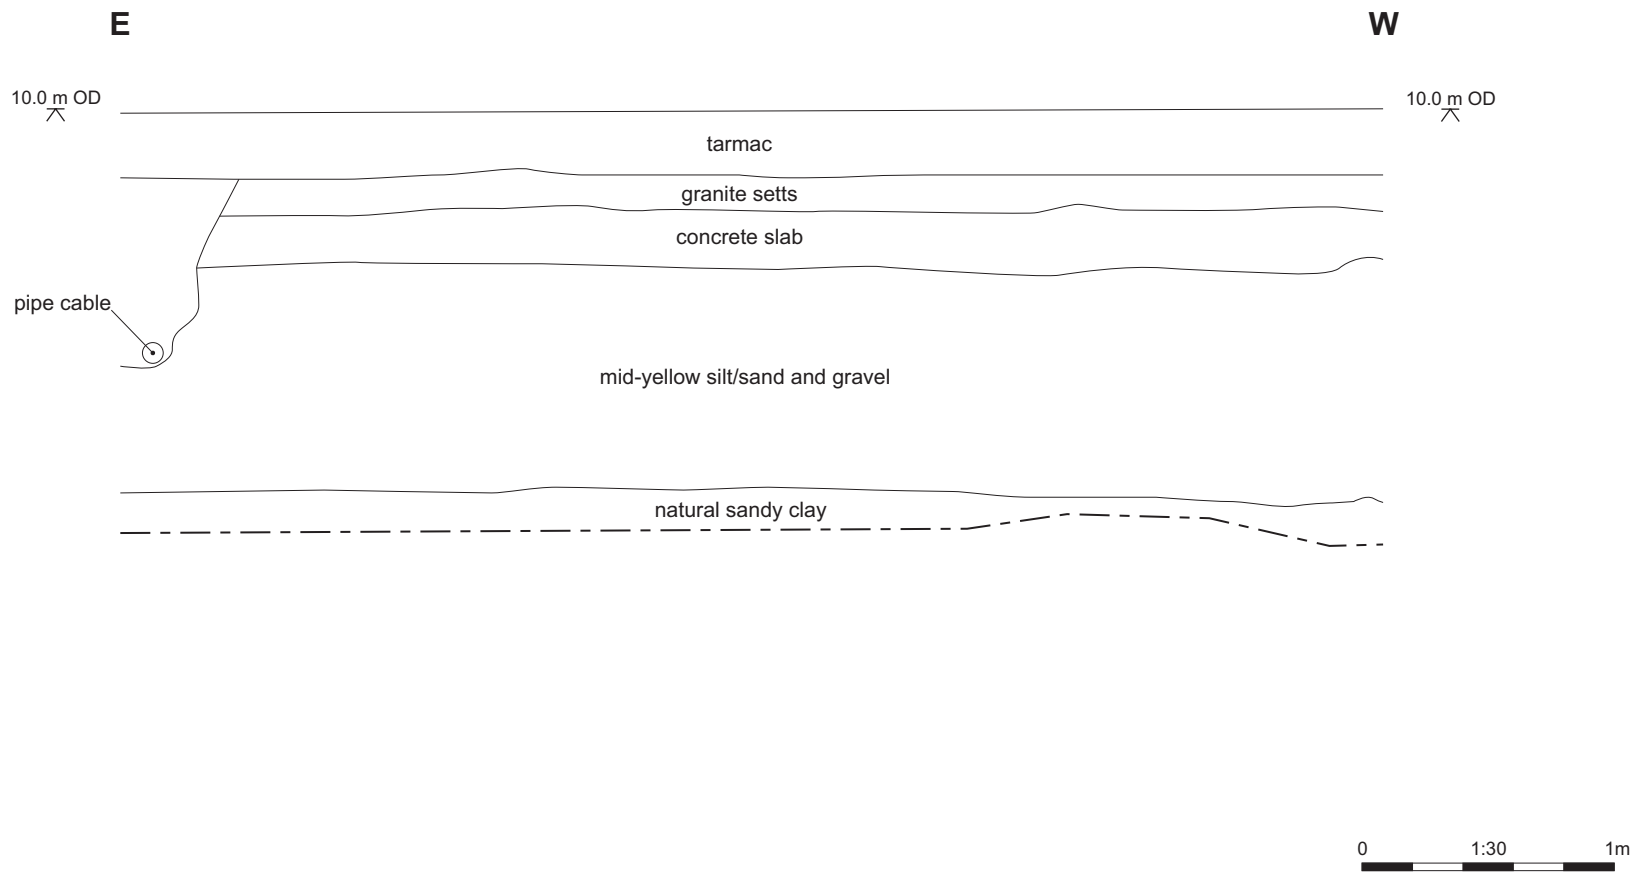 E
W
10.0 m OD
10.0 m OD
tarmac
granite setts
concrete slab
pipe cable
mid-yellow silt/sand and gravel
natural sandy clay
0 1:30 1m